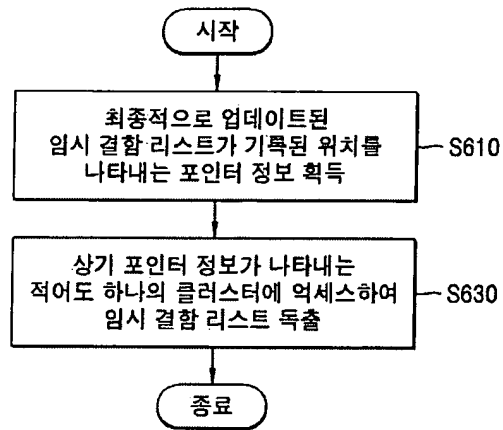 시작
최종적으로 업데이트된
임시 결함 리스트가 기록된 위치를
나타내는 포인터 정보 획득
S610
상기 포인터 정보가 나타내는
적어도 하나의 클러스터에 억세스하여
임시 결함 리스트 독출
S630
종료